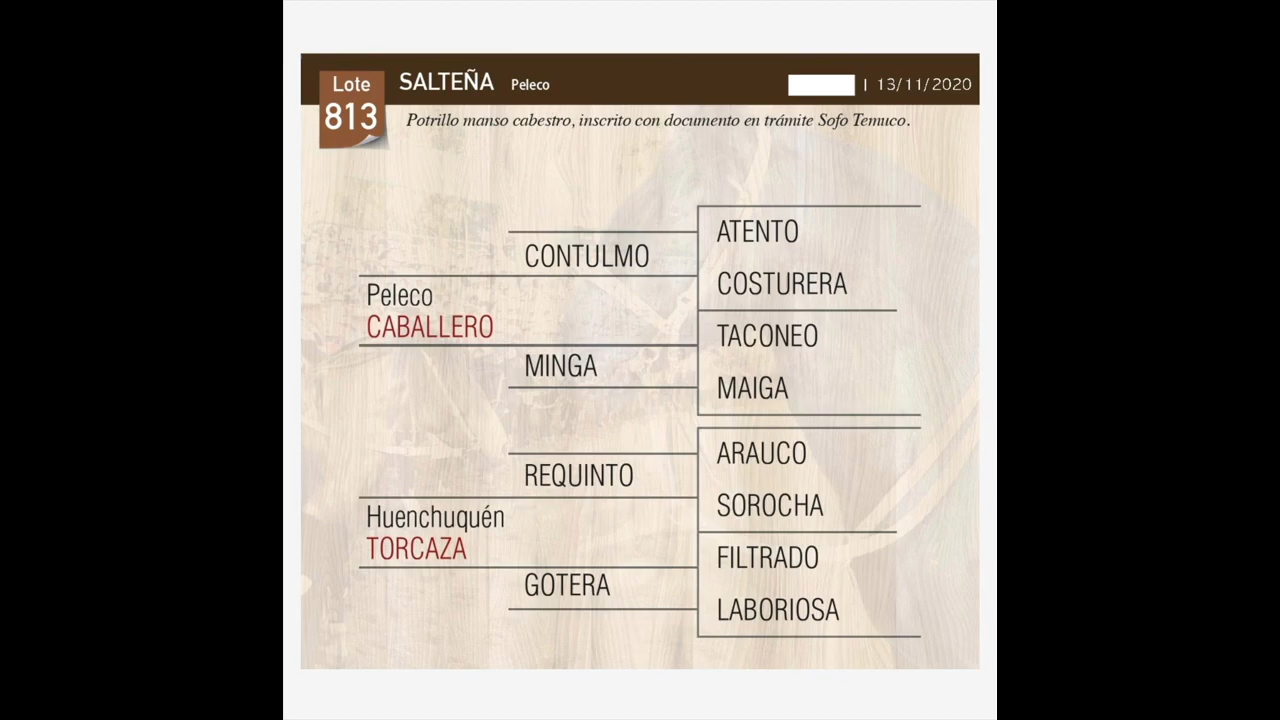 Lote
813
SALTEÑA Peleco
| 13/11/2020
Potrillo manso cabestro, inscrito con documento en trámite Sofo Temuco.
ATENTO
CONTULMO
COSTURERA
Peleco
CABALLERO
TACONEO
MINGA
MAIGA
ARAUCO
REQUINTO
SOROCHA
Huenchuquén
TORCAZA
FILTRADO
GOTERA
LABORIOSA